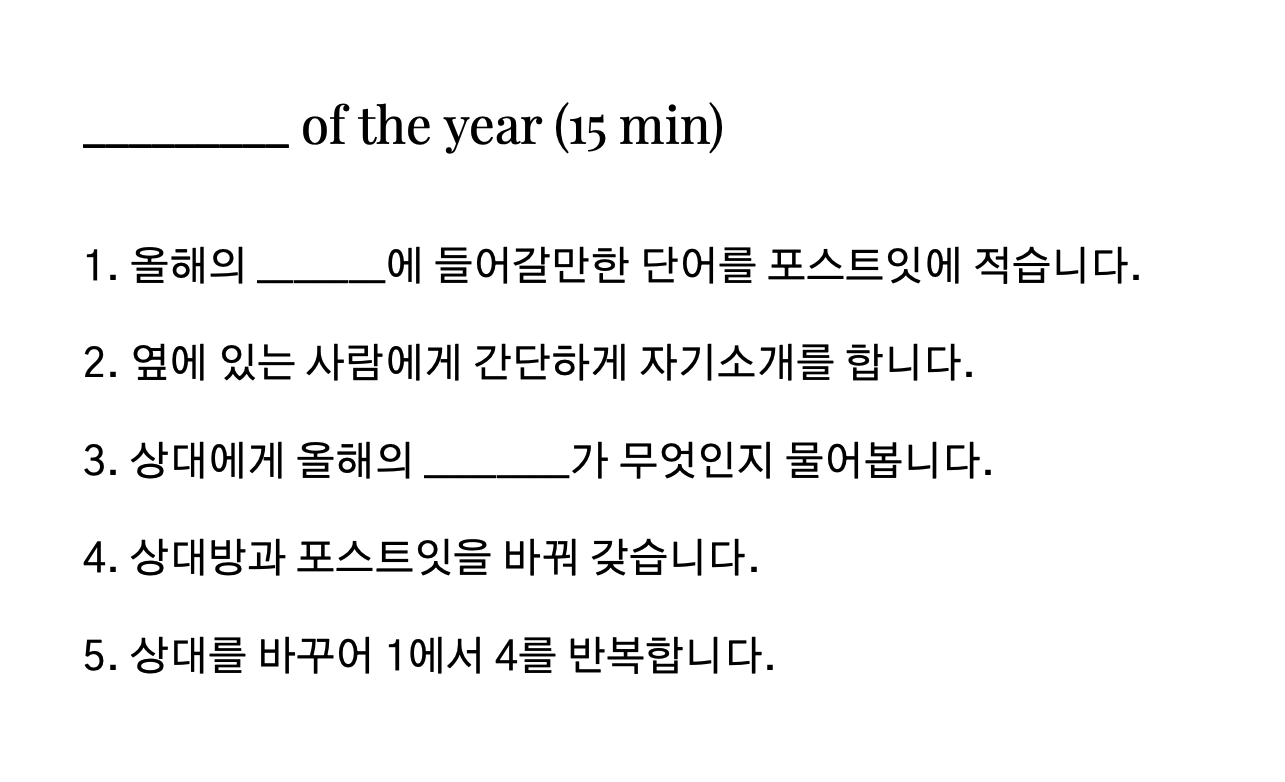 _________ of the year (15 min)
1. 올해의 _______에 들어갈만한 단어를 포스트잇에 적습니다.
2. 옆에 있는 사람에게 간단하게 자기소개를 합니다.
3. 상대에게 올해의 ________가 무엇인지 물어봅니다.
4. 상대방과 포스트잇을 바꿔 갖습니다.
5. 상대를 바꾸어 1에서 4를 반복합니다.